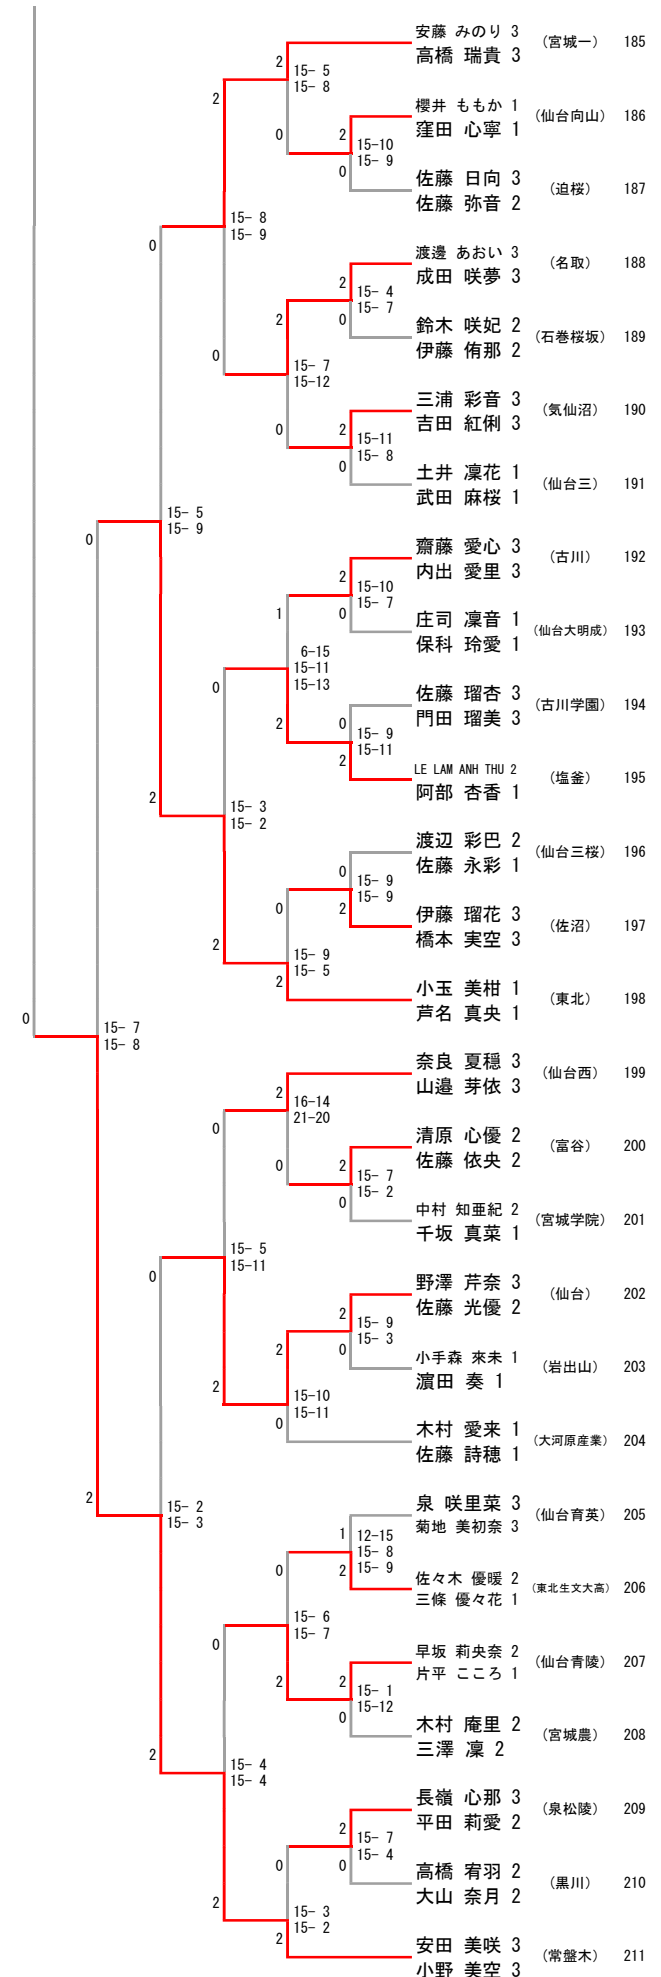 安藤 みのり 3
高橋 瑞貴 3
(宮城一) 185
2
15- 5
15- 8
2
0
櫻井 ももか 1
窪田 心寧 1
(仙台向山) 186
2
15-10
15- 9
0
佐藤 日向 3
佐藤 弥音 2
(迫桜) 187
15- 8
15- 9
0
渡邊 あおい 3
成田 咲夢 3
(名取) 188
2
15- 4
15- 7
0
2
鈴木 咲妃 2
伊藤 侑那 2
(石巻桜坂) 189
0
15- 7
15-12
0
三浦 彩音 3
吉田 紅俐 3
(気仙沼) 190
2
15-11
15- 8
0
土井 凜花 1
武田 麻桜 1
(仙台三) 191
15- 5
15- 9
0
齋藤 愛心 3
内出 愛里 3
(古川) 192
2
15-10
15- 7
0
1
庄司 凜音 1
保科 玲愛 1
(仙台大明成) 193
6-15
15-11
15-13
0
2
佐藤 瑠杏 3
門田 瑠美 3
(古川学園) 194
0
15- 9
15-11
2
LE LAM ANH THU 2
阿部 杏香 1
(塩釜) 195
2
15- 3
15- 2
渡辺 彩巴 2
佐藤 永彩 1
(仙台三桜) 196
0
15- 9
15- 9
2
0
伊藤 瑠花 3
橋本 実空 3
(佐沼) 197
2
15- 9
15- 5
2
小玉 美柑 1
芦名 真央 1
(東北) 198
0
15- 7
15- 8
奈良 夏穏 3
山邉 芽依 3
(仙台西) 199
2
16-14
21-20
0
0
清原 心優 2
佐藤 依央 2
(富谷) 200
2
15- 7
15- 2
0
中村 知亜紀 2
千坂 真菜 1
(宮城学院) 201
0
15- 5
15-11
野澤 芹奈 3
佐藤 光優 2
(仙台) 202
2
15- 9
15- 3
0
2
小手森 來未 1
濵田 奏 1
(岩出山) 203
2
15-10
15-11
0
木村 愛来 1
佐藤 詩穂 1
(大河原産業) 204
2
15- 2
15- 3
泉 咲里菜 3
菊地 美初奈 3
(仙台育英) 205
1
12-15
15- 8
15- 9
2
0
佐々木 優暖 2
三條 優々花 1
(東北生文大高) 206
0
15- 6
15- 7
2
早坂 莉央奈 2
片平 こころ 1
(仙台青陵) 207
2
15- 1
15-12
0
木村 庵里 2
三澤 凜 2
(宮城農) 208
2
15- 4
15- 4
長嶺 心那 3
平田 莉愛 2
(泉松陵) 209
2
15- 7
15- 4
0
0
高橋 宥羽 2
大山 奈月 2
(黒川) 210
2
15- 3
15- 2
2
安田 美咲 3
小野 美空 3
(常盤木) 211